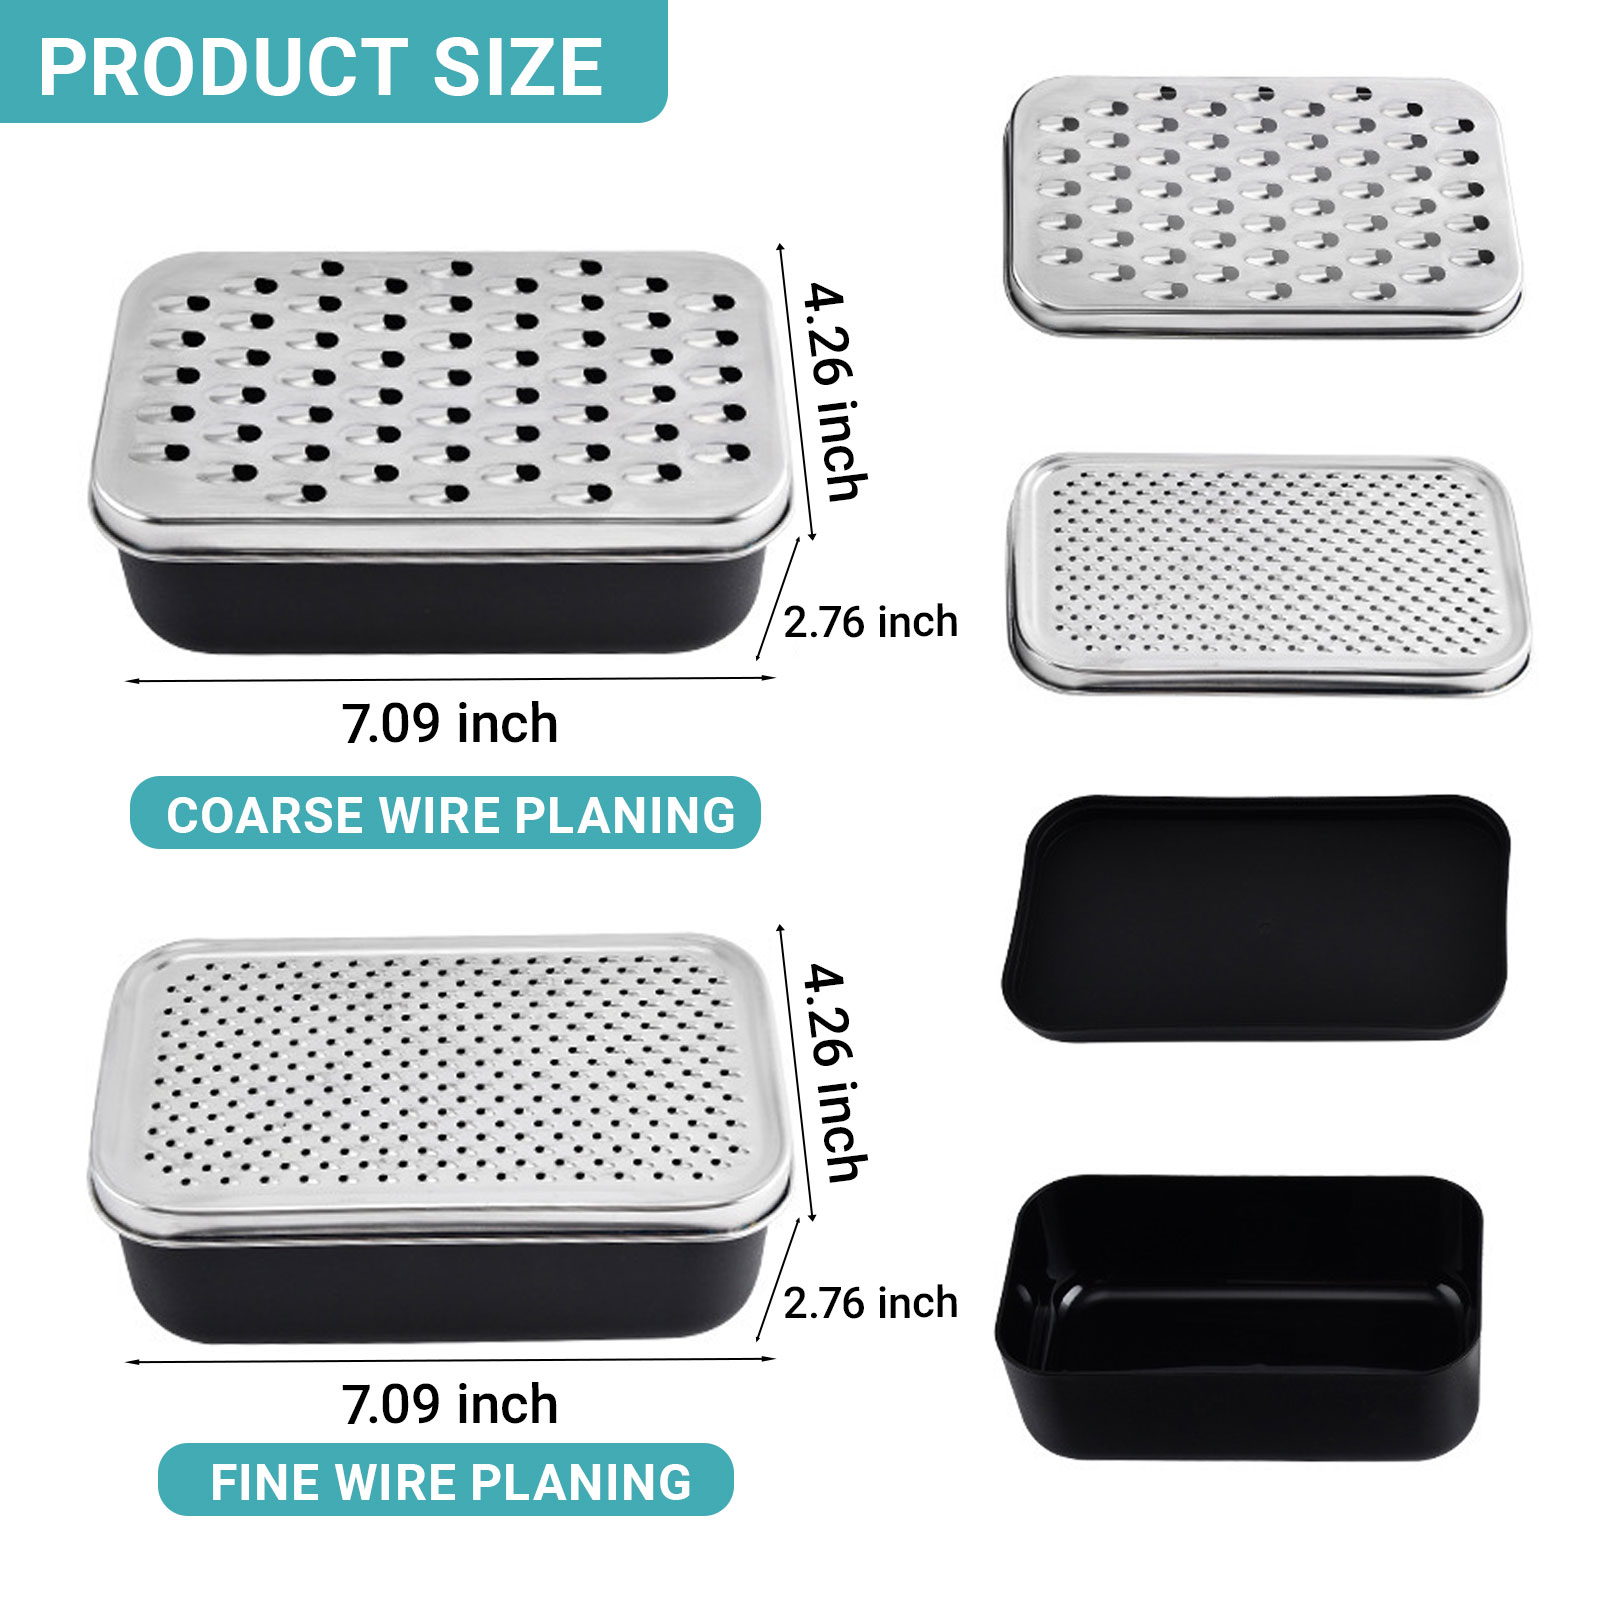 PRODUCT SIZE
4.26 inch
2.76 inch
7.09 inch
COARSE WIRE PLANING
4.26 inch
2.76 inch
7.09 inch
FINE WIRE PLANING